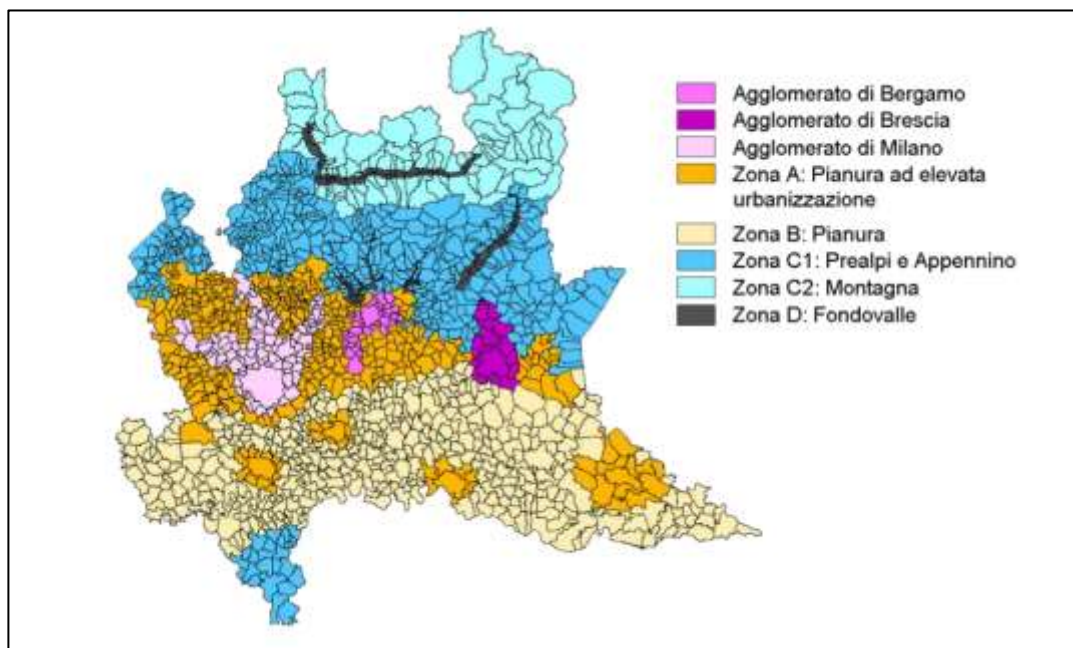 Agglomerato di Bergamo
Agglomerato di Brescia
Agglomerato di Milano
Zona A: Pianura ad elevata
urbanizzazione
Zona B: Pianura
Zona C1: Prealpi e Appennino
Zona C2: Montagna
Zona D: Fondovalle